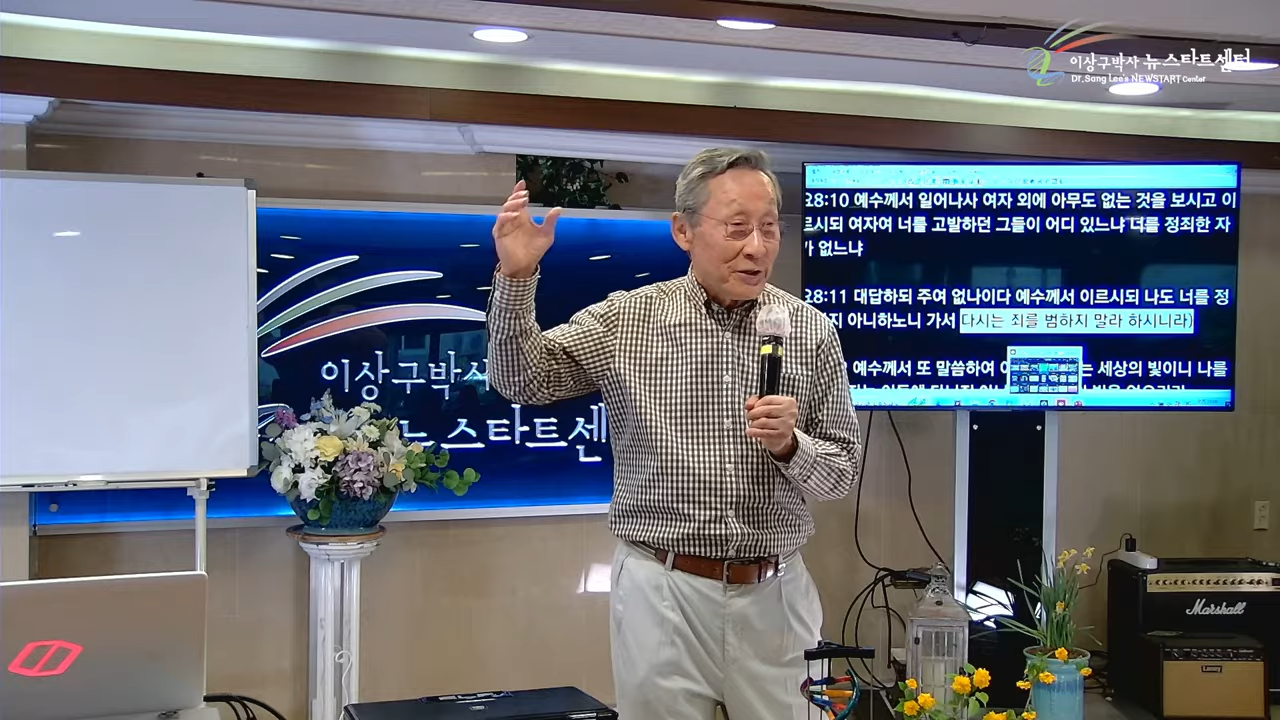 이상구박사 뉴스타트센터
Dr.Sang Lee's NEWSTART Center
28:10 예수께서 일어나사 여자 외에 아무도 없는 것을 보시고 이
르시되 여자여 너를 고발하던 그들이 어디 있느냐 너를 정죄한 자
가 없느냐
28:11 대답하되 주여 없나이다 예수께서 이르시되 나도 너를 정
지 아니하노니 가서 다시는 죄를 범하지 말라 하시니라)
예수께서 또 말씀하여 는 세상의 빛이니 나를
이상구박사
뉴스타트센
Marshall